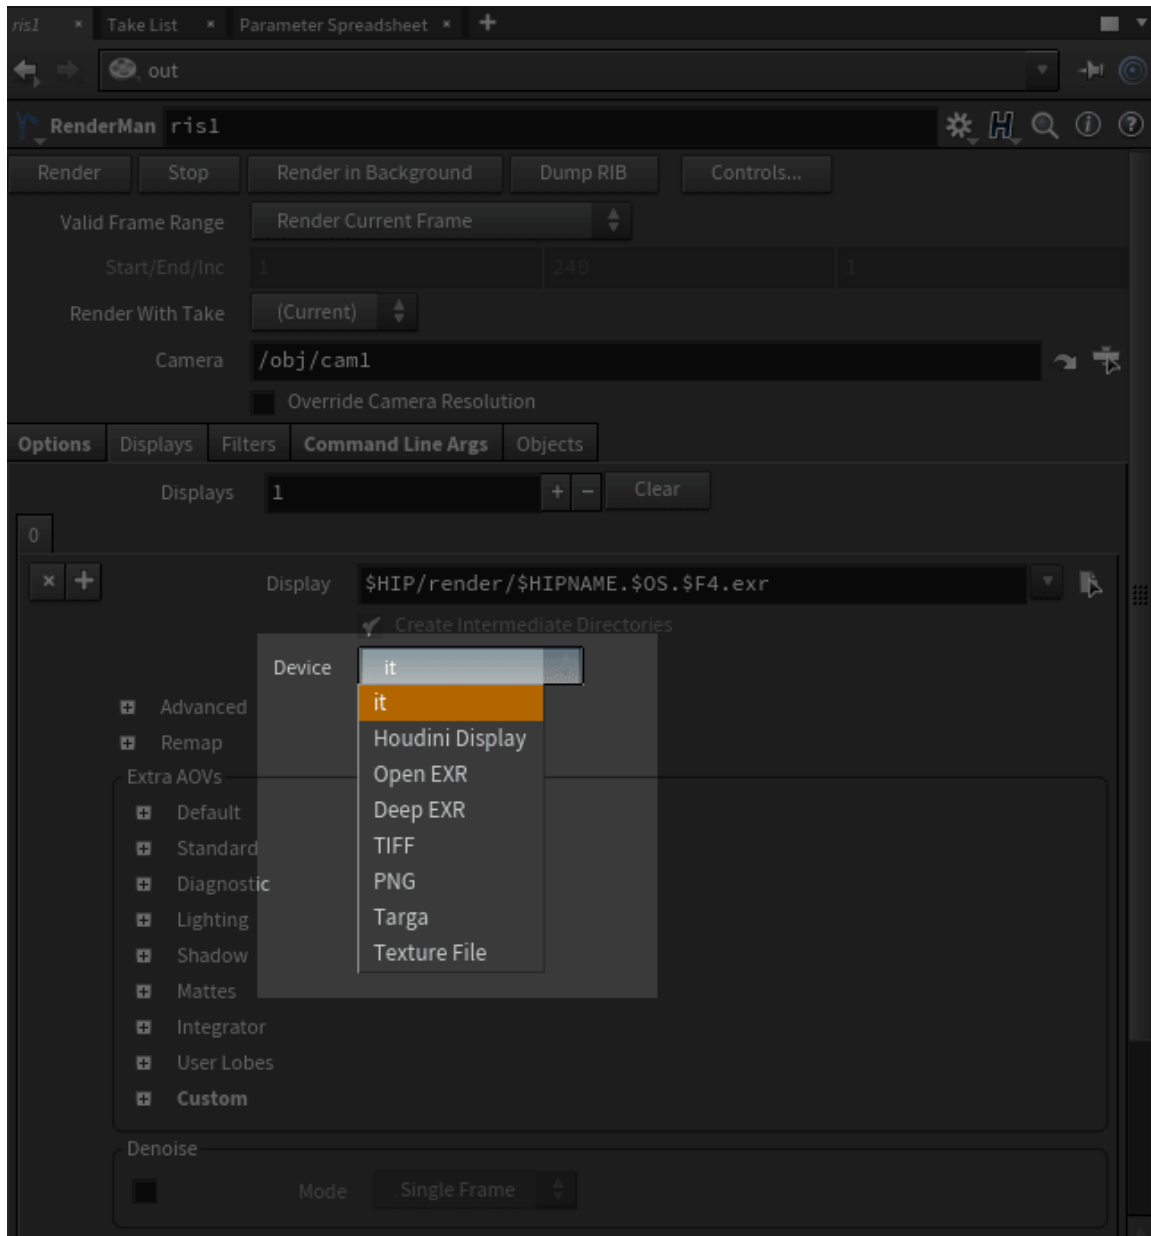 ris1 × Take List × Parameter Spreadsheet × +
out
RenderMan ris1
Render Stop Render in Background Dump RIB Controls...
Valid Frame Range Render Current Frame
Start/End/Inc 1 240 1
Render With Take (Current)
Camera /obj/cam1
Override Camera Resolution
Options Displays Filters Command Line Args Objects
Displays 1 + − Clear
0
× + Display $HIP/render/$HIPNAME.$OS.$F4.exr
Create Intermediate Directories
Device it
it
Advanced
Houdini Display
Remap
Open EXR
Extra AOVs
Deep EXR
Default
TIFF
Standard
PNG
Diagnostic
Targa
Lighting
Texture File
Shadow
Mattes
Integrator
User Lobes
Custom
Denoise
Mode Single Frame